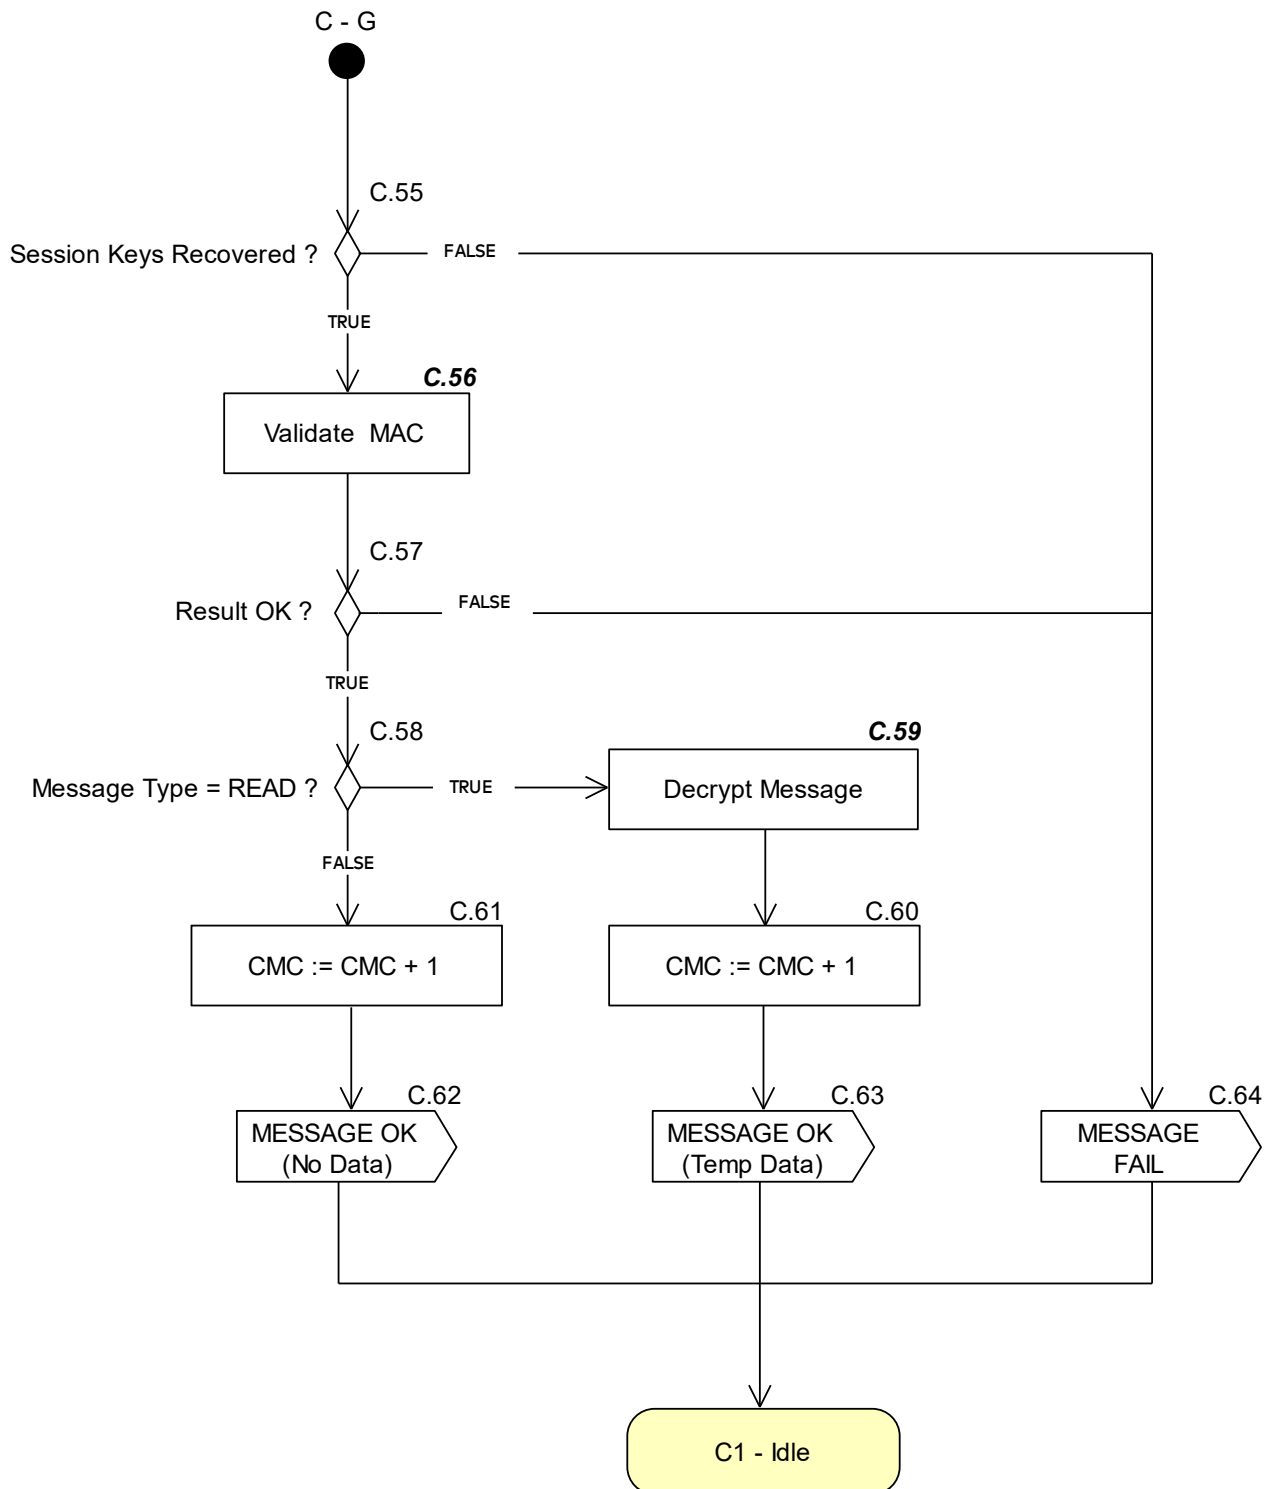 C - G
C.55
Session Keys Recovered ?
FALSE
TRUE
C.56
Validate MAC
C.57
Result OK ?
FALSE
TRUE
C.58
C.59
Message Type = READ ?
TRUE
Decrypt Message
FALSE
C.61
C.60
CMC := CMC + 1
CMC := CMC + 1
C.62
C.63
C.64
MESSAGE OK
(No Data)
MESSAGE OK
(Temp Data)
MESSAGE
FAIL
C1 - Idle